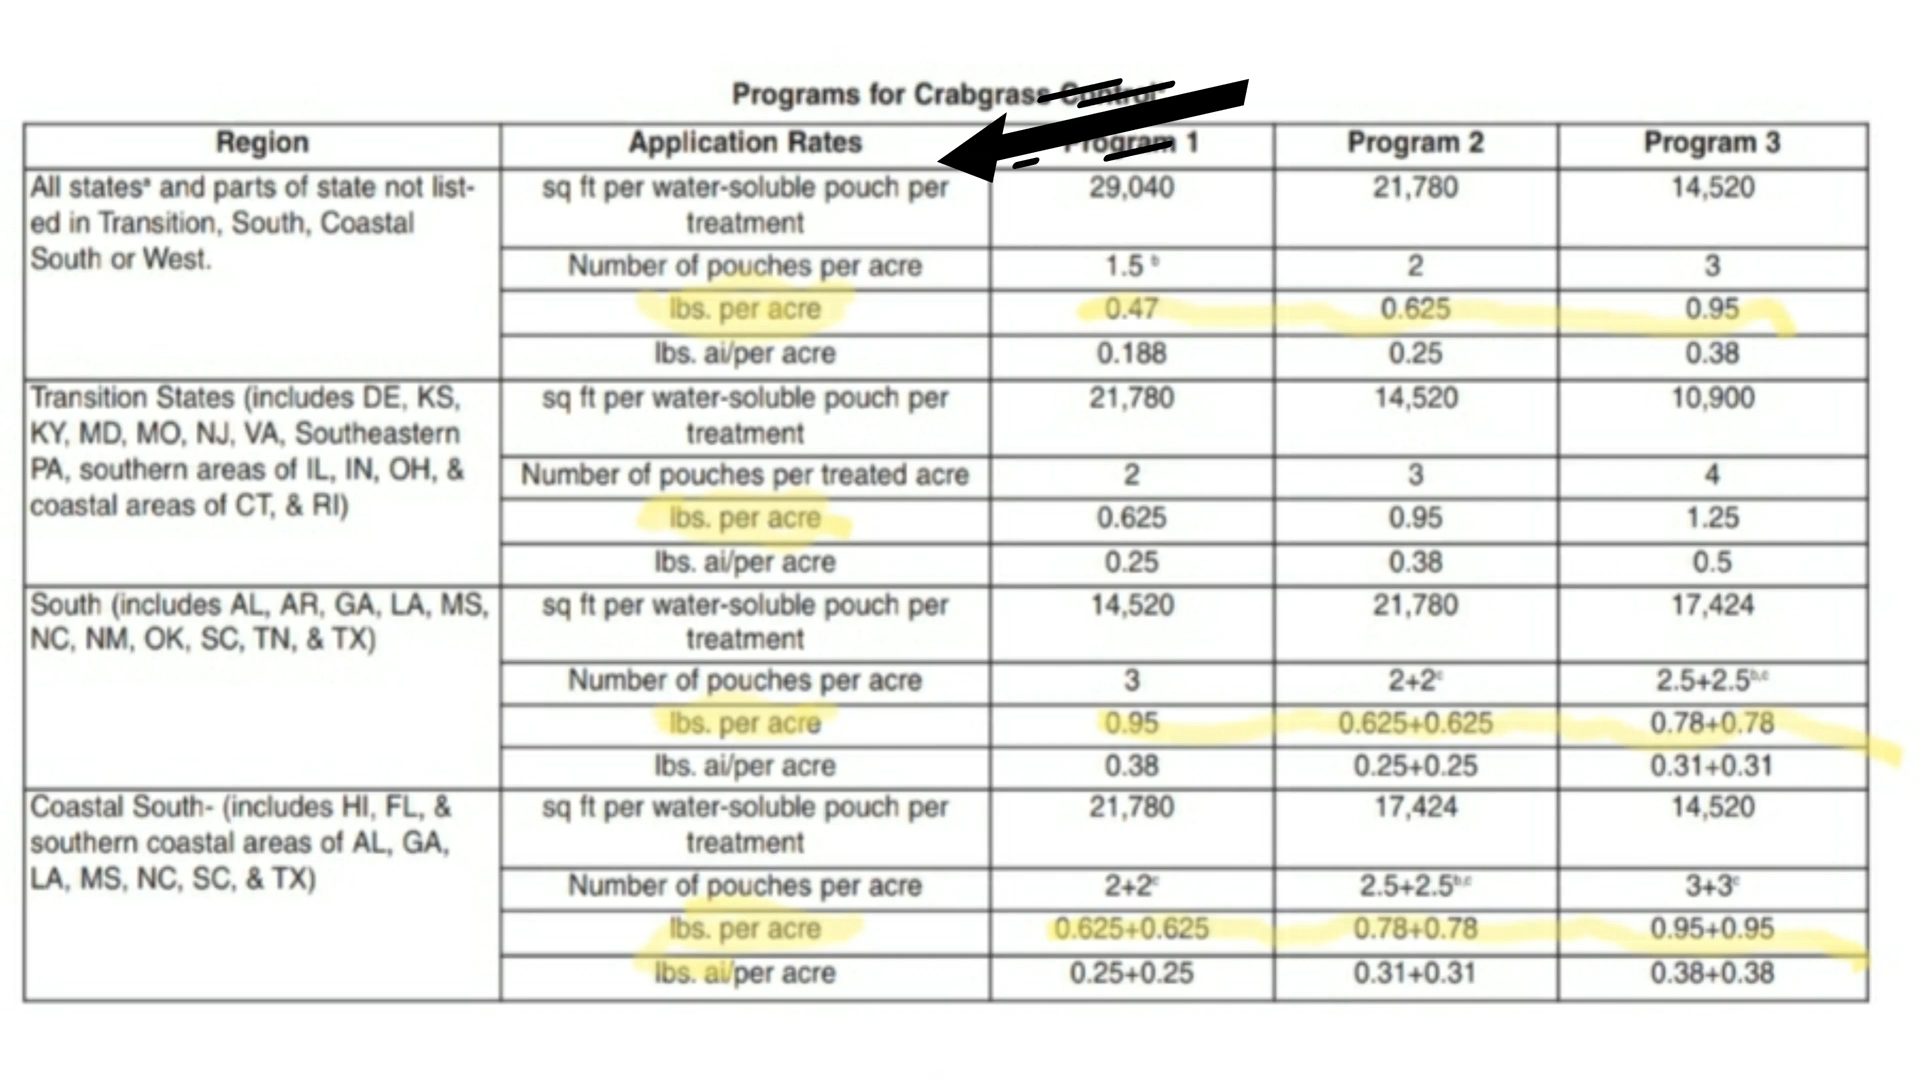 Programs for Crabgrass Control
Region Application Rates Program 1 Program 2 Program 3
All statesª and parts of state not list-
ed in Transition, South, Coastal
South or West.
sq ft per water-soluble pouch per
treatment
29,040 21,780 14,520
Number of pouches per acre 1.5 ᵇ 2 3
lbs. per acre 0.47 0.625 0.95
lbs. ai/per acre 0.188 0.25 0.38
Transition States (includes DE, KS,
KY, MD, MO, NJ, VA, Southeastern
PA, southern areas of IL, IN, OH, &
coastal areas of CT, & RI)
sq ft per water-soluble pouch per
treatment
21,780 14,520 10,900
Number of pouches per treated acre 2 3 4
lbs. per acre 0.625 0.95 1.25
lbs. ai/per acre 0.25 0.38 0.5
South (includes AL, AR, GA, LA, MS,
NC, NM, OK, SC, TN, & TX)
sq ft per water-soluble pouch per
treatment
14,520 21,780 17,424
Number of pouches per acre 3 2+2ᶜ 2.5+2.5ᵇ,ᶜ
lbs. per acre 0.95 0.625+0.625 0.78+0.78
lbs. ai/per acre 0.38 0.25+0.25 0.31+0.31
Coastal South- (includes HI, FL, &
southern coastal areas of AL, GA,
LA, MS, NC, SC, & TX)
sq ft per water-soluble pouch per
treatment
21,780 17,424 14,520
Number of pouches per acre 2+2ᶜ 2.5+2.5ᵇ,ᶜ 3+3ᶜ
lbs. per acre 0.625+0.625 0.78+0.78 0.95+0.95
lbs. ai/per acre 0.25+0.25 0.31+0.31 0.38+0.38